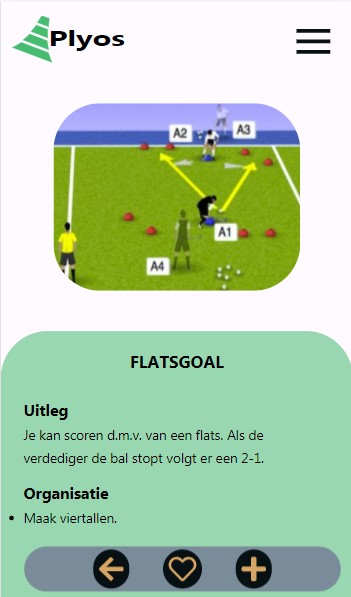 Plyos
A2
A3
A1
A4
FLATSGOAL
Uitleg
Je kan scoren d.m.v. van een flats. Als de
verdediger de bal stopt volgt er een 2-1.
Organisatie
• Maak viertallen.